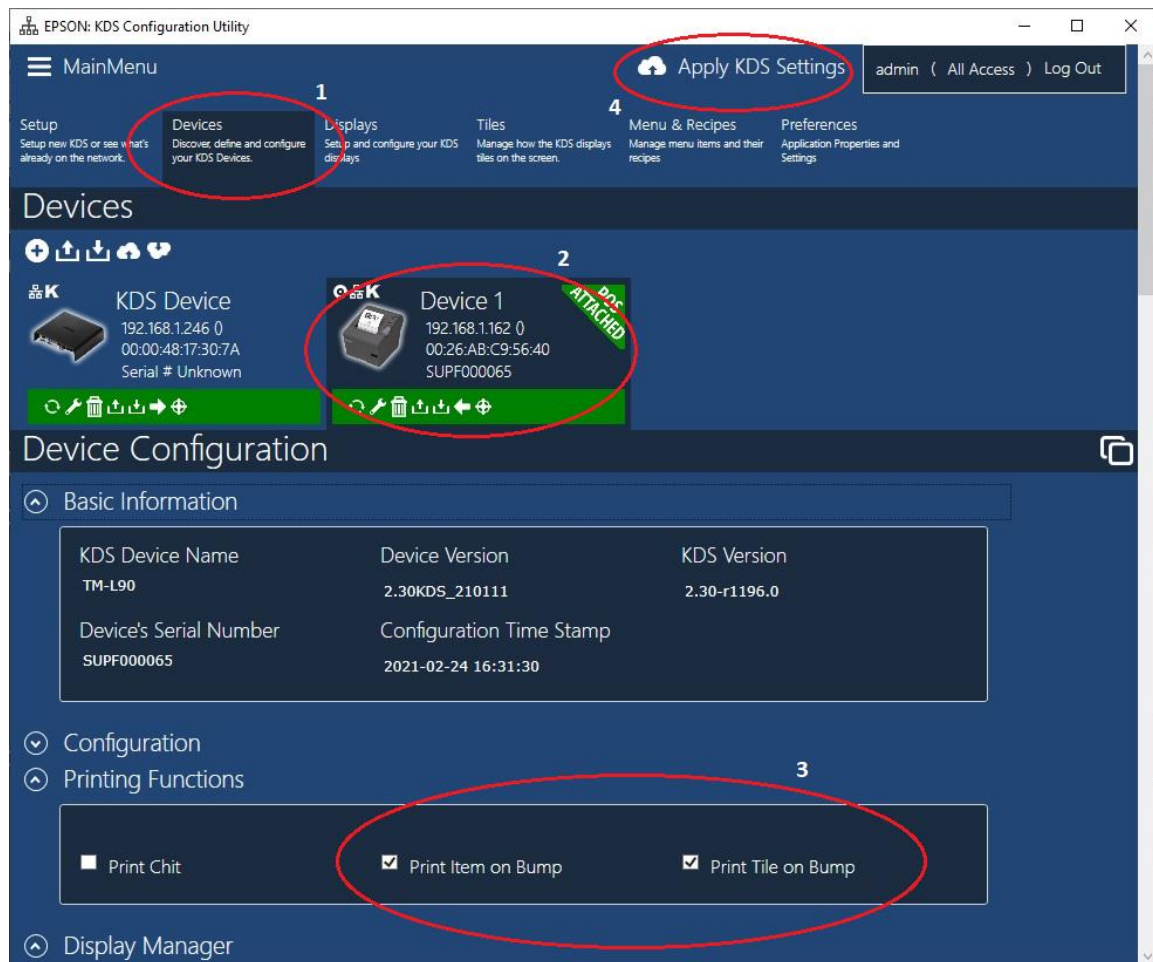 EPSON: KDS Configuration Utility
MainMenu
Apply KDS Settings
admin ( All Access ) Log Out
1
4
Setup
Setup new KDS or see what's
already on the network.
Devices
Discover, define and configure
your KDS Devices.
Displays
Setup and configure your KDS
displays
Tiles
Manage how the KDS displays
tiles on the screen.
Menu & Recipes
Manage menu items and their
recipes
Preferences
Application Properties and
Settings
Devices
2
K
KDS Device
192.168.1.246 ()
00:00:48:17:30:7A
Serial # Unknown
K
Device 1
192.168.1.162 ()
00:26:AB:C9:56:40
SUPF000065
POS
ATTACHED
Device Configuration
Basic Information
KDS Device Name
TM-L90
Device Version
2.30KDS_210111
KDS Version
2.30-r1196.0
Device's Serial Number
SUPF000065
Configuration Time Stamp
2021-02-24 16:31:30
Configuration
Printing Functions
3
Print Chit
Print Item on Bump
Print Tile on Bump
Display Manager